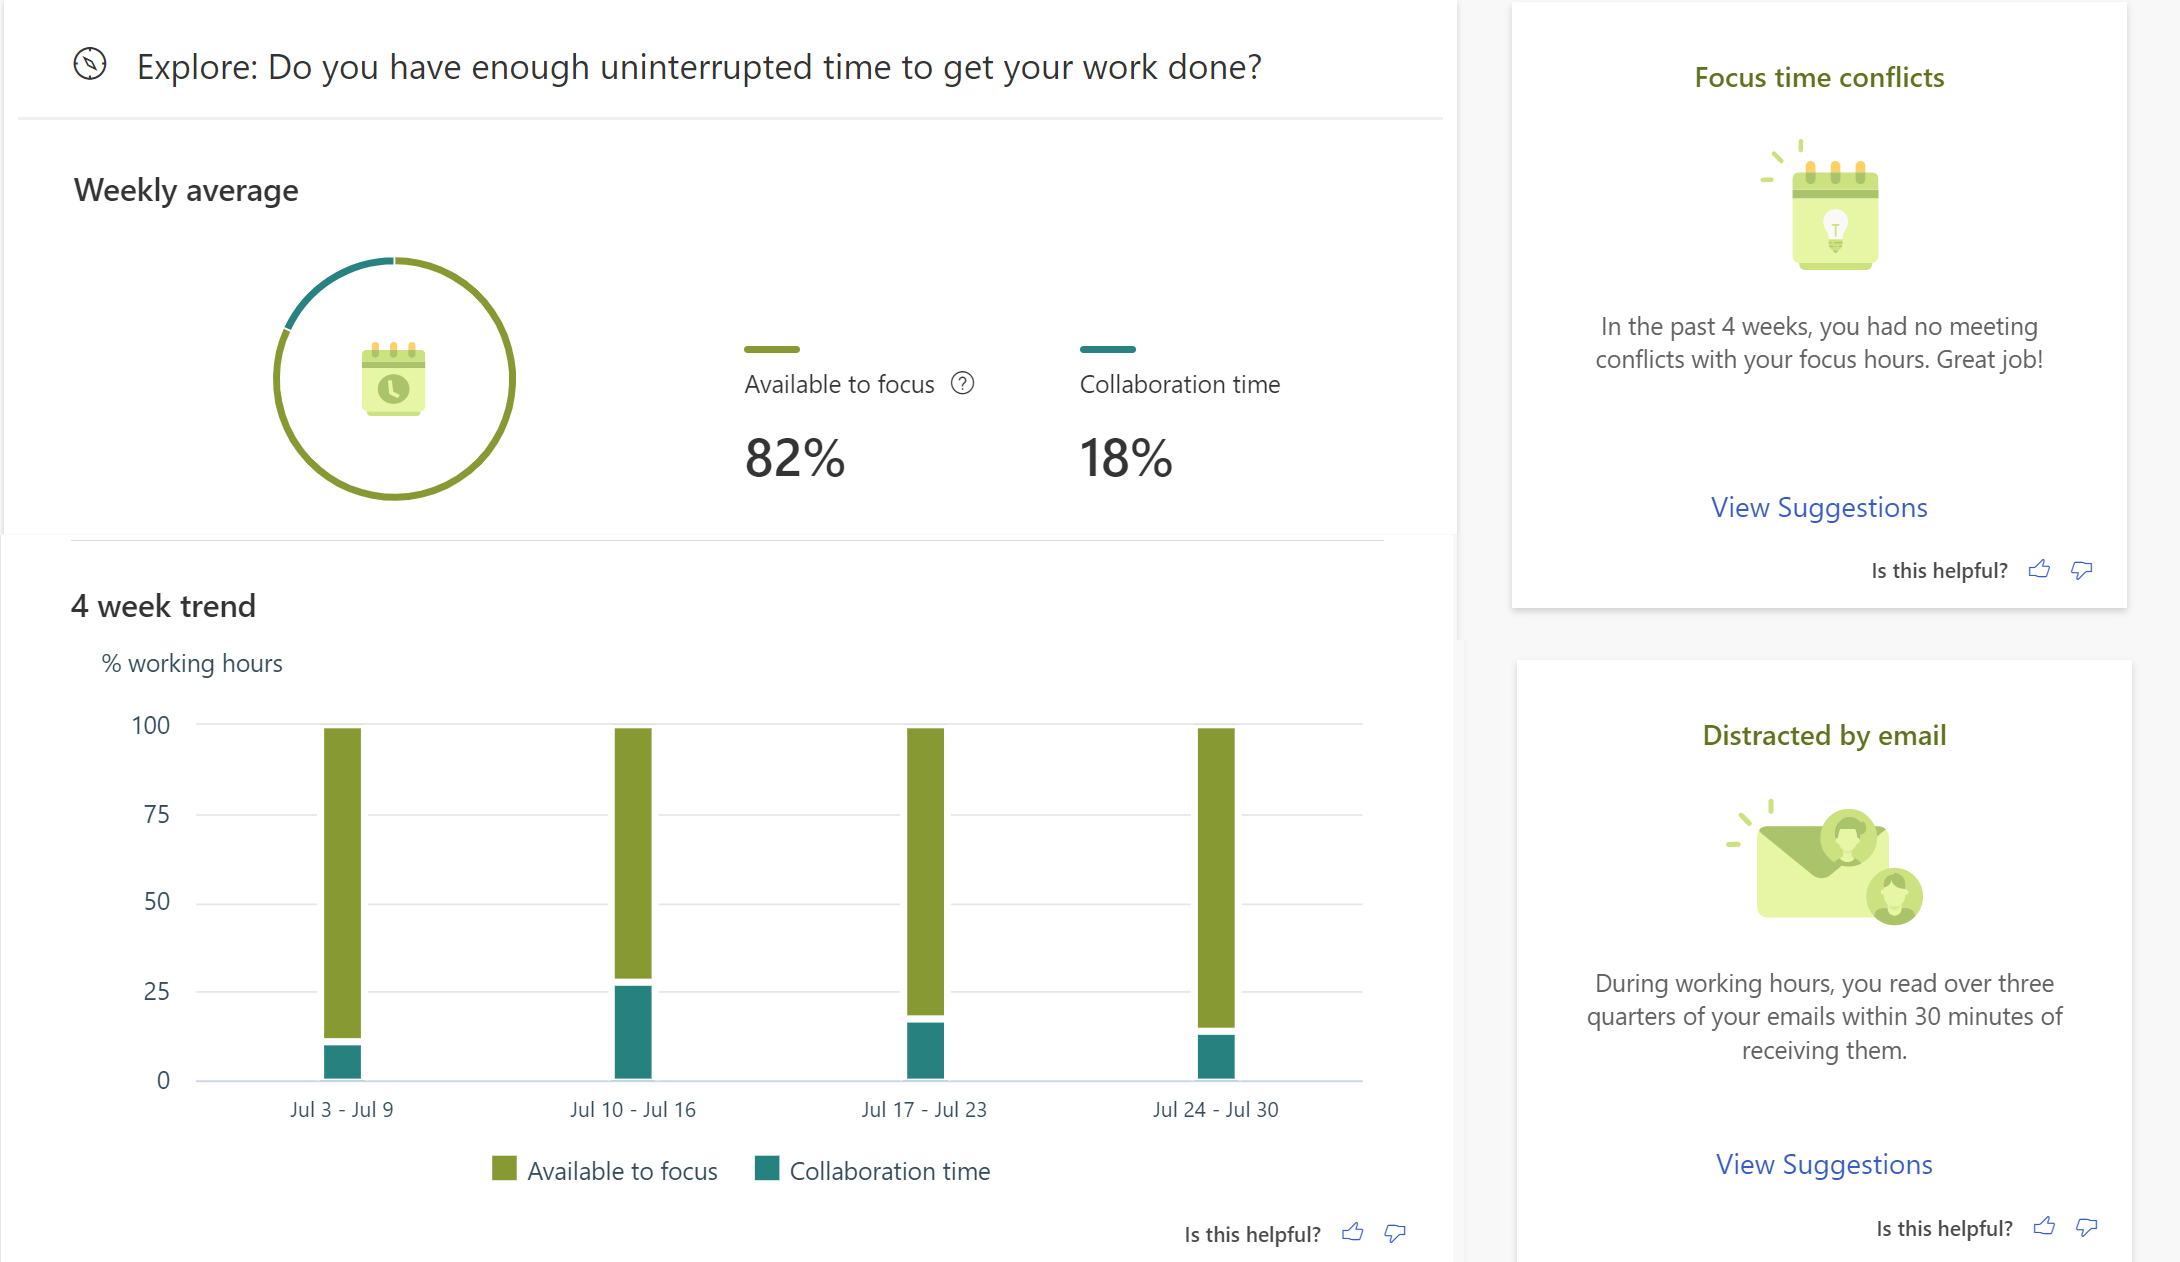 Explore: Do you have enough uninterrupted time to get your work done?
Weekly average
Available to focus ?
82%
Collaboration time
18%
4 week trend
% working hours
100
75
50
25
0
Jul 3 - Jul 9
Jul 10 - Jul 16
Jul 17 - Jul 23
Jul 24 - Jul 30
Available to focus
Collaboration time
Is this helpful?
Focus time conflicts
In the past 4 weeks, you had no meeting
conflicts with your focus hours. Great job!
View Suggestions
Is this helpful?
Distracted by email
During working hours, you read over three
quarters of your emails within 30 minutes of
receiving them.
View Suggestions
Is this helpful?